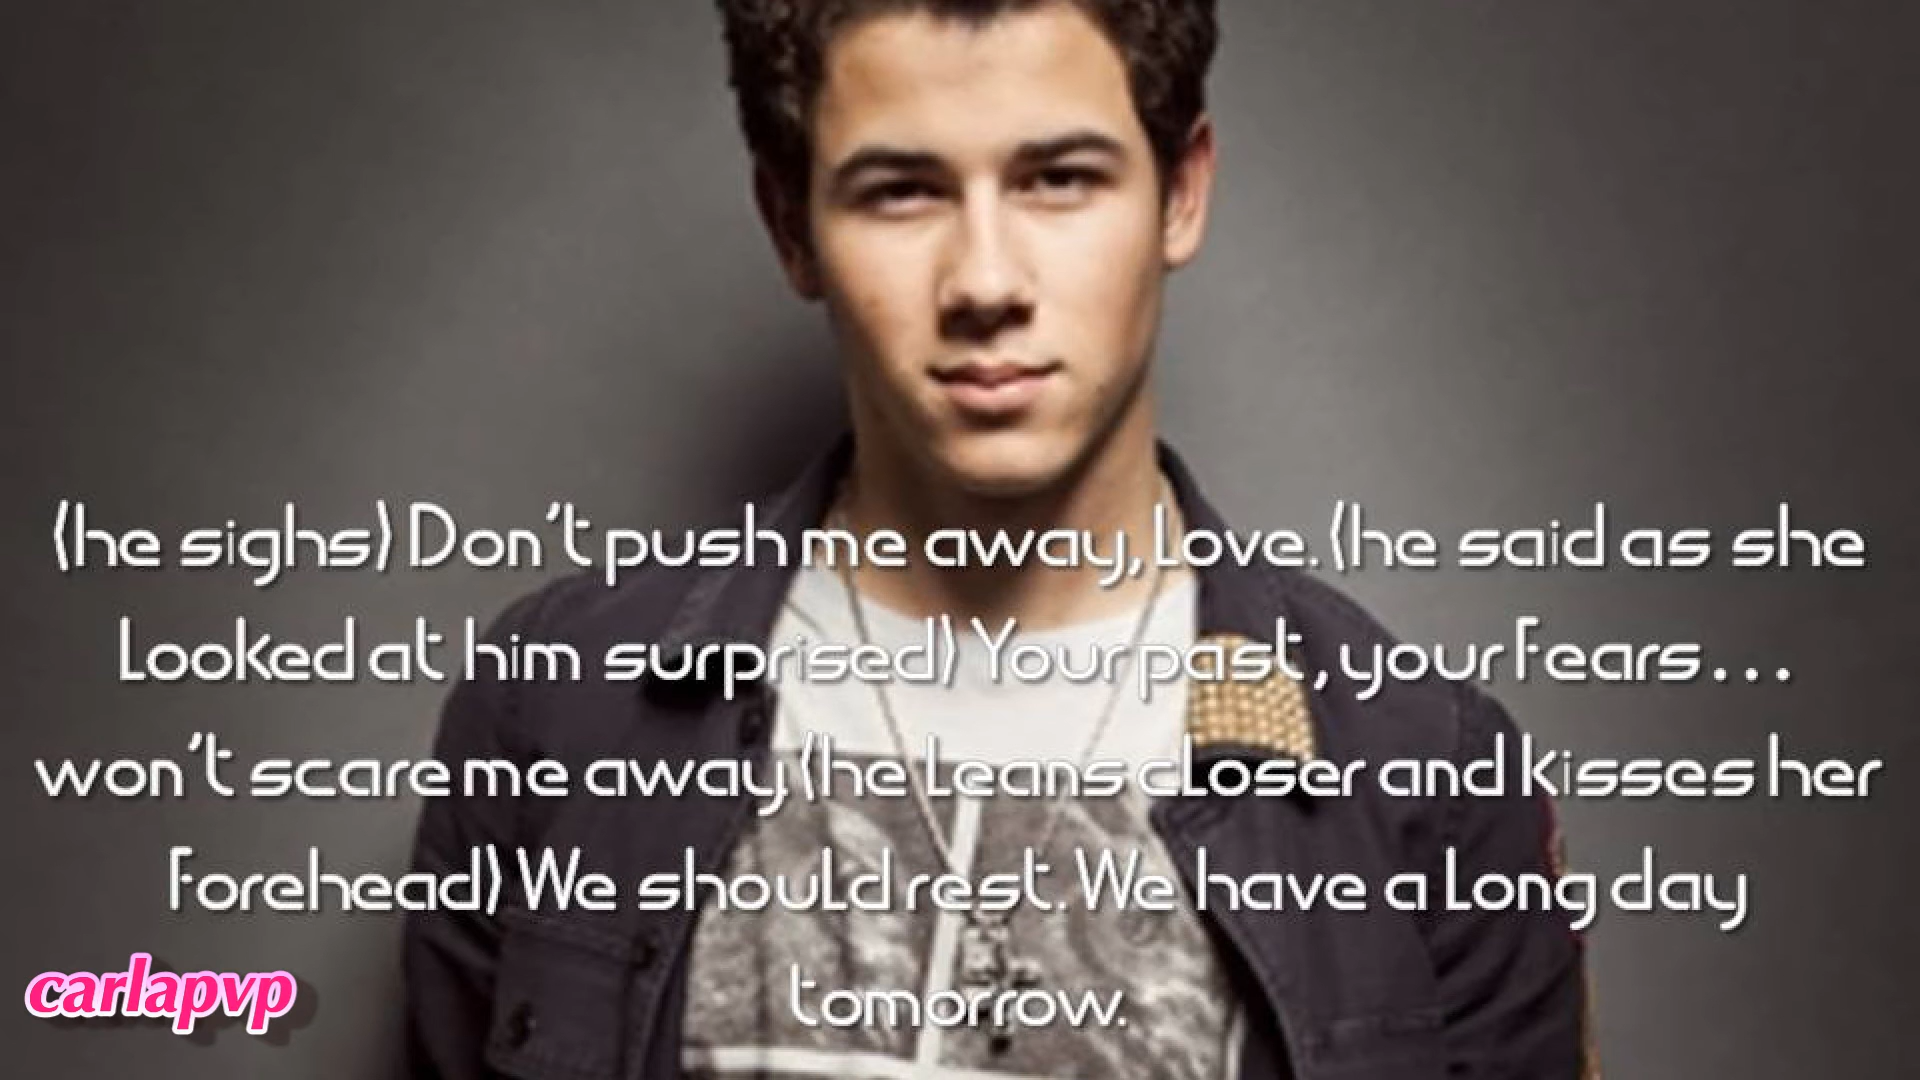 (he sighs) Don't push me away, Love. (he said as she
Looked at him surprised) Your past, your fears...
won't scare me away (he Leans cLoser and kisses her
forehead) We shouLd rest. We have a Long day
tomorrow.
carlapvp